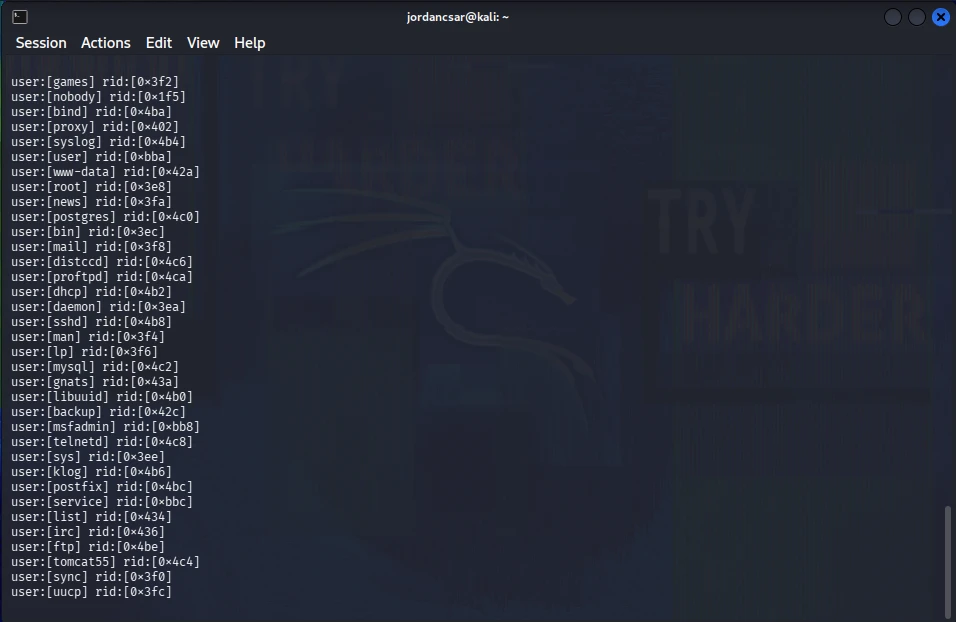 jordancsar@kali: ~
Session Actions Edit View Help
user:[games] rid:[0×3f2]
user:[nobody] rid:[0×1f5]
user:[bind] rid:[0×4ba]
user:[proxy] rid:[0×402]
user:[syslog] rid:[0×4b4]
user:[user] rid:[0×bba]
user:[www-data] rid:[0×42a]
user:[root] rid:[0×3e8]
user:[news] rid:[0×3fa]
user:[postgres] rid:[0×4c0]
user:[bin] rid:[0×3ec]
user:[mail] rid:[0×3f8]
user:[distccd] rid:[0×4c6]
user:[proftpd] rid:[0×4ca]
user:[dhcp] rid:[0×4b2]
user:[daemon] rid:[0×3ea]
user:[sshd] rid:[0×4b8]
user:[man] rid:[0×3f4]
user:[lp] rid:[0×3f6]
user:[mysql] rid:[0×4c2]
user:[gnats] rid:[0×43a]
user:[libuuid] rid:[0×4b0]
user:[backup] rid:[0×42c]
user:[msfadmin] rid:[0×bb8]
user:[telnetd] rid:[0×4c8]
user:[sys] rid:[0×3ee]
user:[klog] rid:[0×4b6]
user:[postfix] rid:[0×4bc]
user:[service] rid:[0×bbc]
user:[list] rid:[0×434]
user:[irc] rid:[0×436]
user:[ftp] rid:[0×4be]
user:[tomcat55] rid:[0×4c4]
user:[sync] rid:[0×3f0]
user:[uucp] rid:[0×3fc]
TRY
HARDER
TRY
HARDER